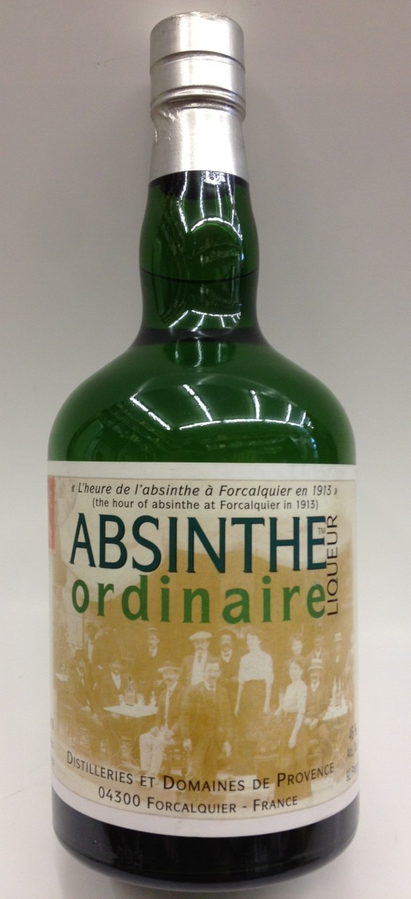 « L'heure de l'absinthe à Forcalquier en 1913 »
(the hour of absinthe at Forcalquier in 1913)
ABSINTHE™
LIQUEUR
ordinaire
DISTILLERIES ET DOMAINES DE PROVENCE
04300 FORCALQUIER - FRANCE